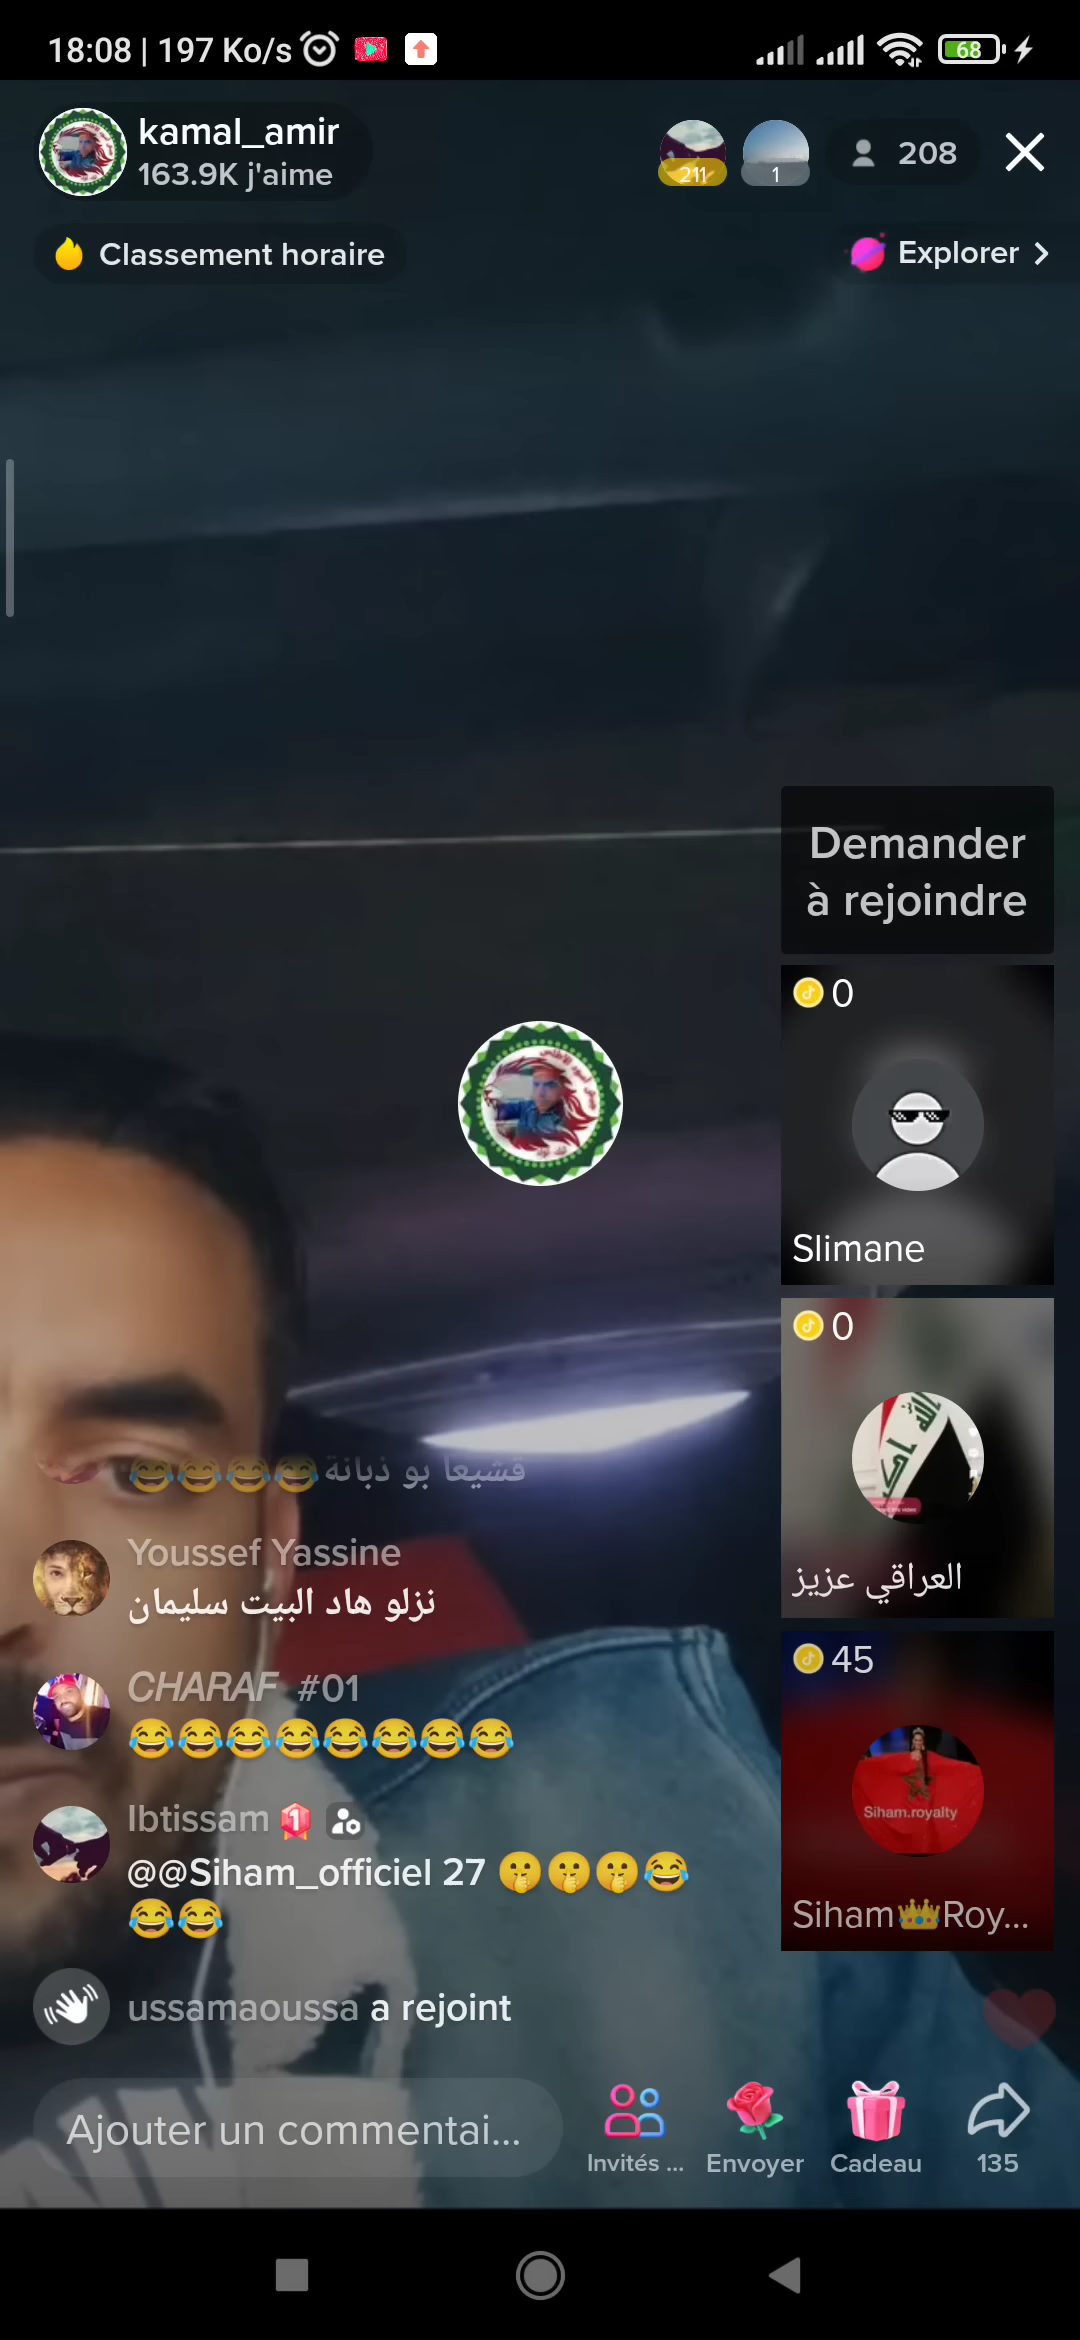 18:08 | 197 Ko/s
68
kamal_amir
163.9K j'aime
211
1
208
Classement horaire
Explorer
Demander
à rejoindre
0
Slimane
0
العراقي عزيز
45
Siham.royalty
Siham👑Roy...
😂😂😂😂قشيعا بو ذبانة
Youssef Yassine
نزلو هاد البيت سليمان
CHARAF #01
😂😂😂😂😂😂😂😂
Ibtissam 1
@@Siham_officiel 27 🤫🤫🤫😂
😂😂
ussamaoussa a rejoint
Ajouter un commentai...
Invités ...
Envoyer
Cadeau
135